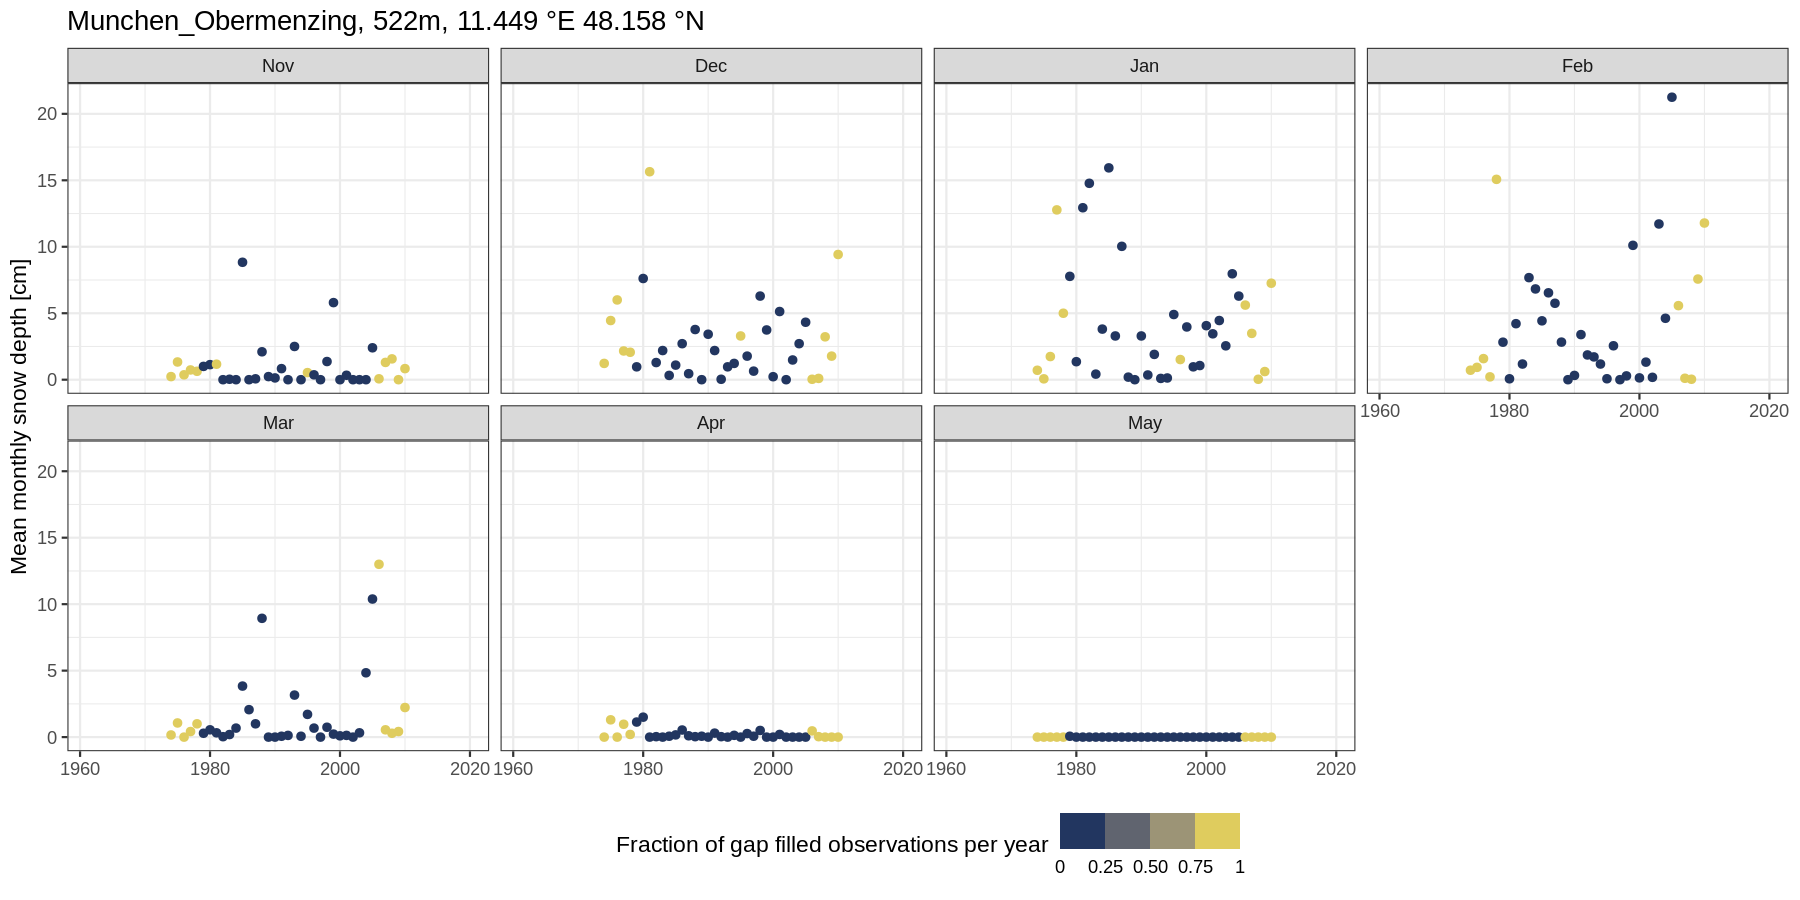 Munchen_Obermenzing, 522m, 11.449 °E 48.158 °N
Nov
Dec
Jan
Feb
20
15
10
5
0
1960 1980 2000 2020
Mar
Apr
May
20
15
10
5
0
1960 1980 2000 2020
1960 1980 2000 2020
1960 1980 2000 2020
Mean monthly snow depth [cm]
Fraction of gap filled observations per year
0 0.25 0.50 0.75 1